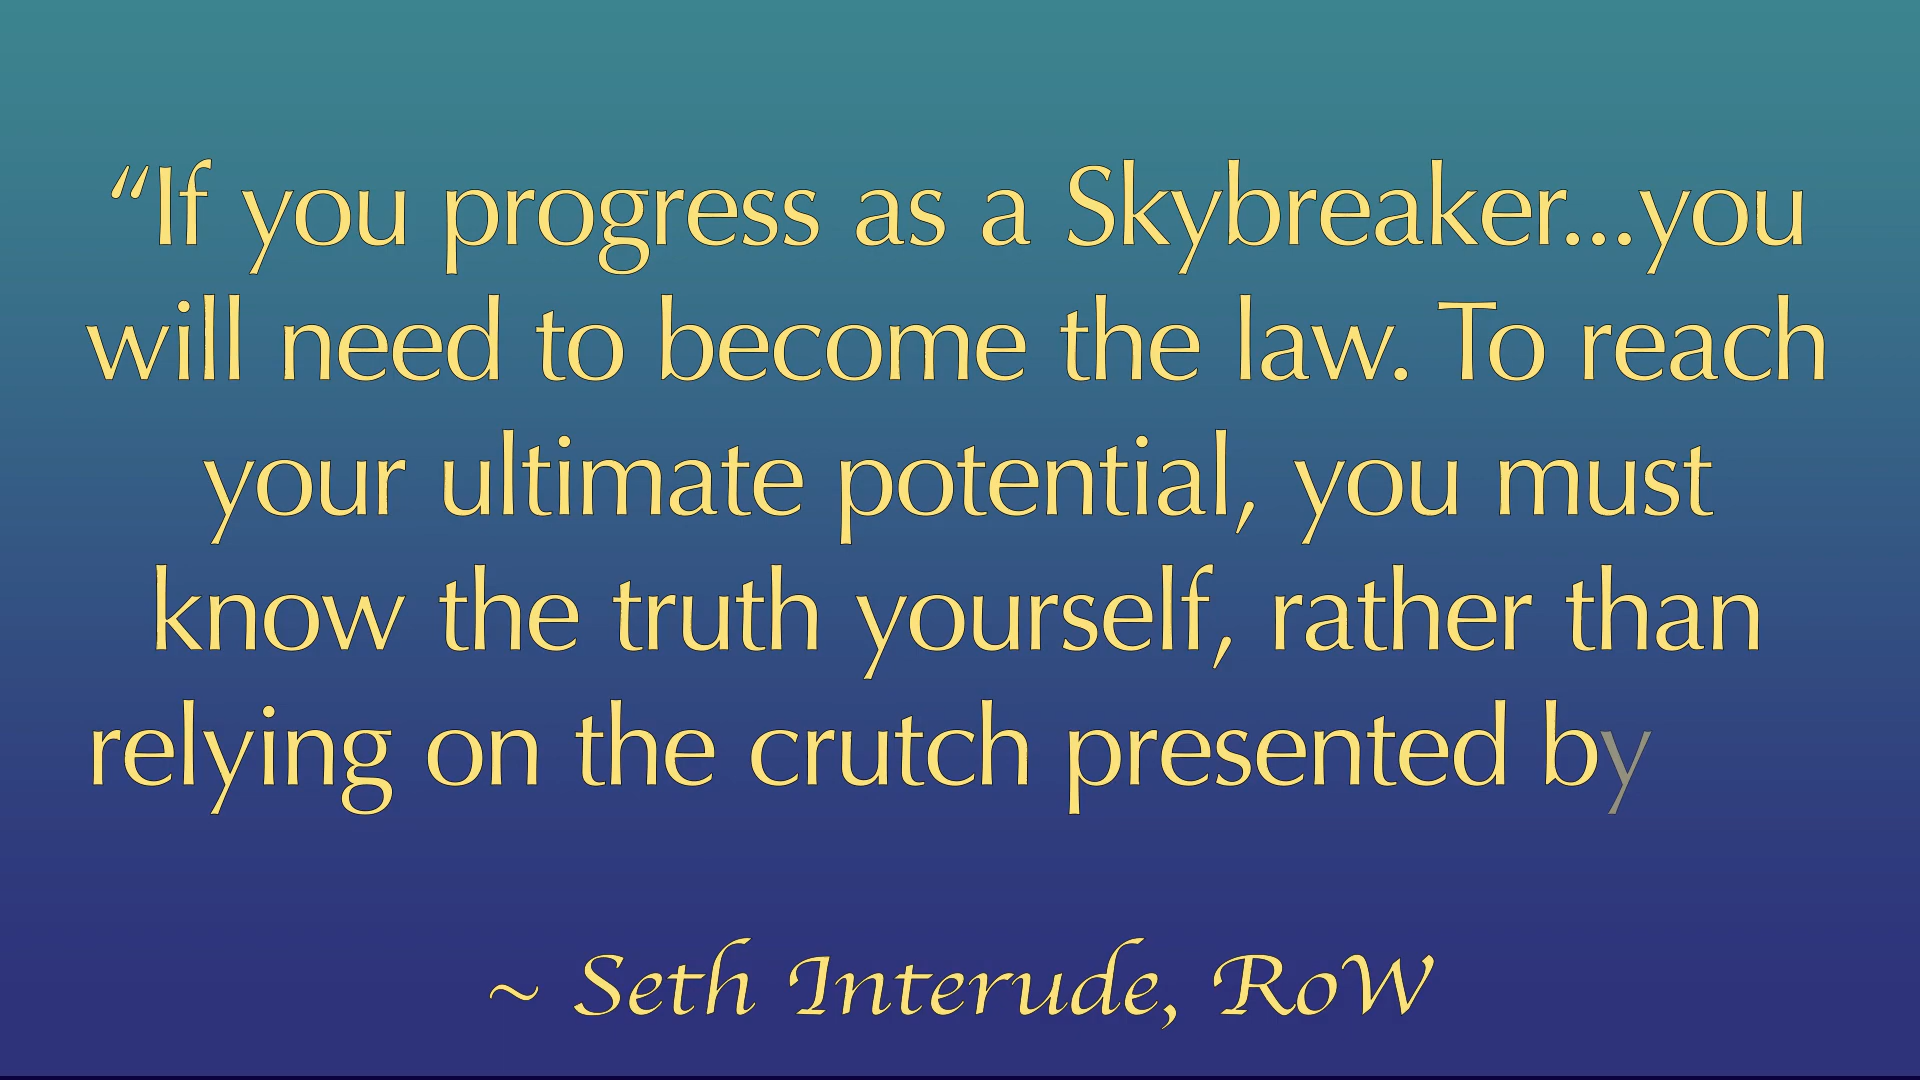 “If you progress as a Skybreaker...you
will need to become the law. To reach
your ultimate potential, you must
know the truth yourself, rather than
relying on the crutch presented by
~ Seth Interude, RoW